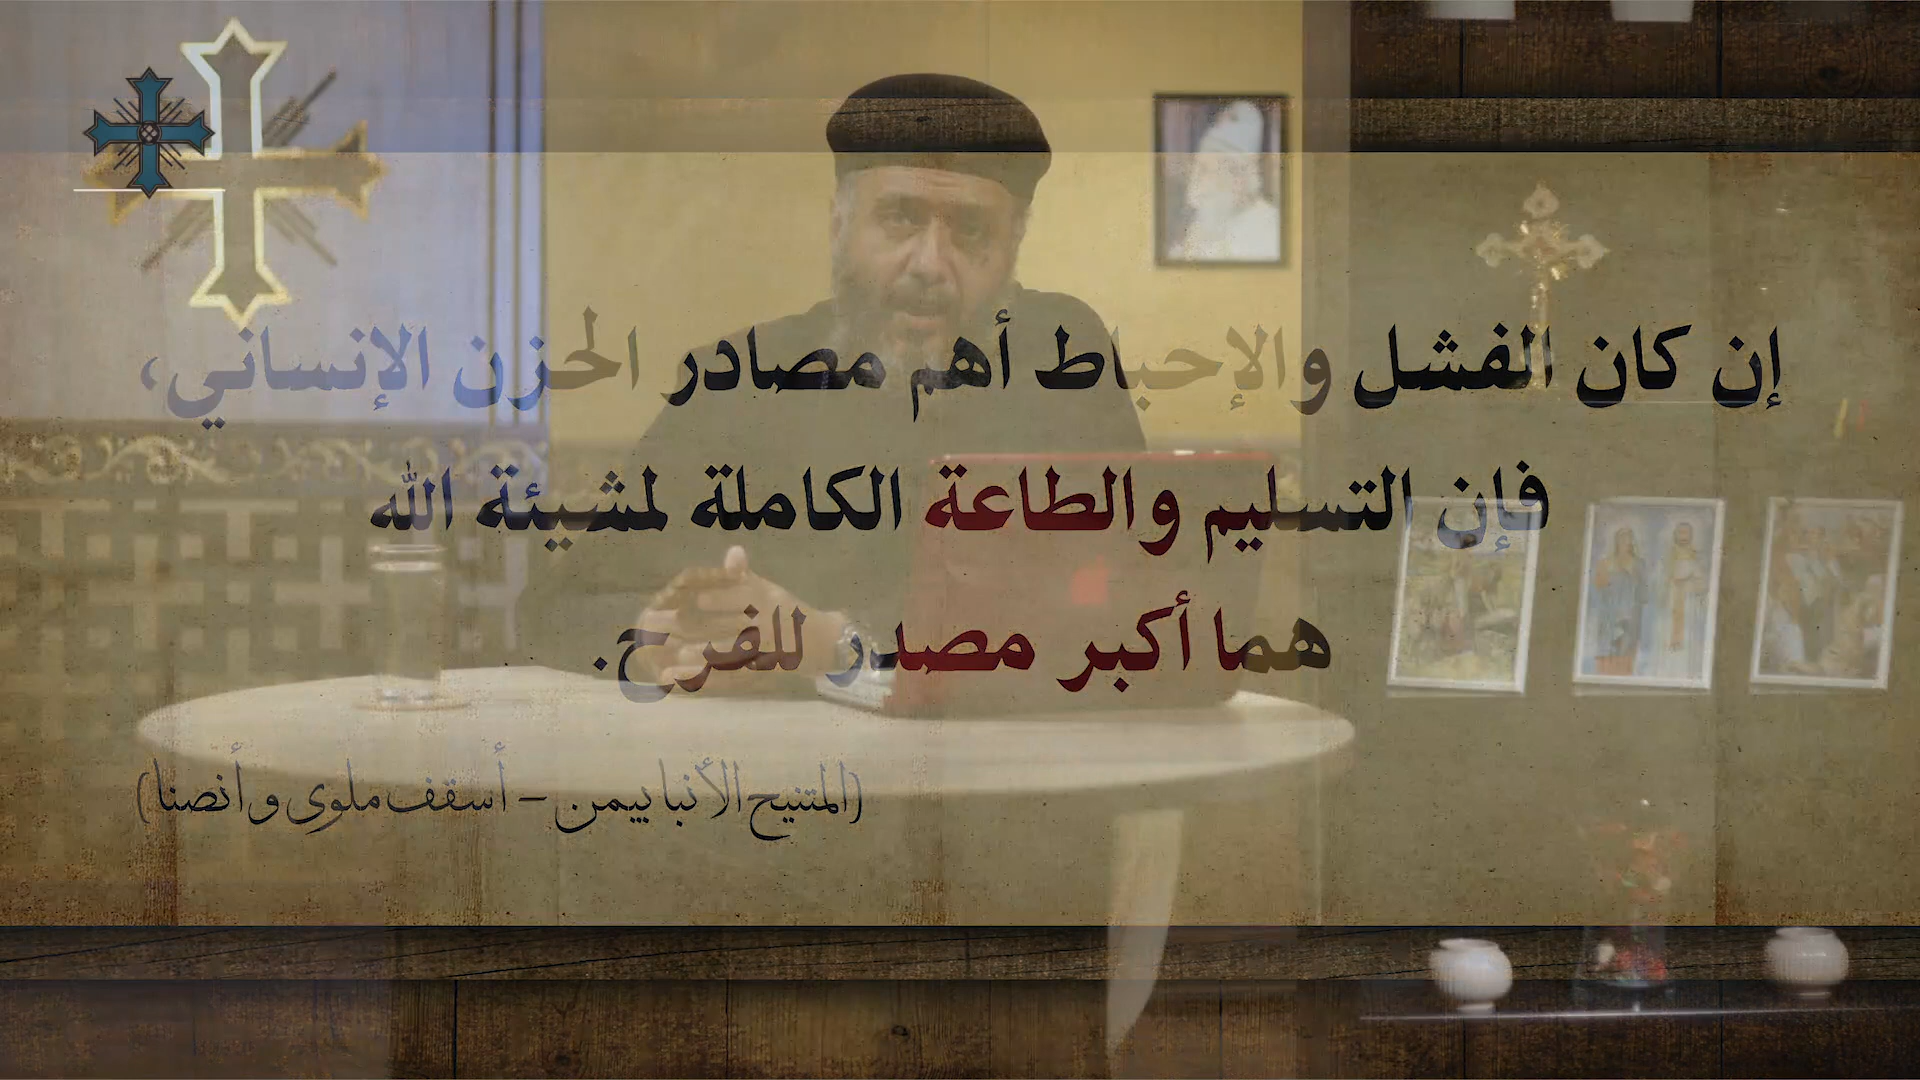 إن كان الفشل والإحباط أهم مصادر الحزن الإنساني،
فإن التسليم والطاعة الكاملة لمشيئة الله
هما أكبر مصدر للفرح.
(المتنيح الأنبا بيمن – أسقف ملوى وأنصنا)